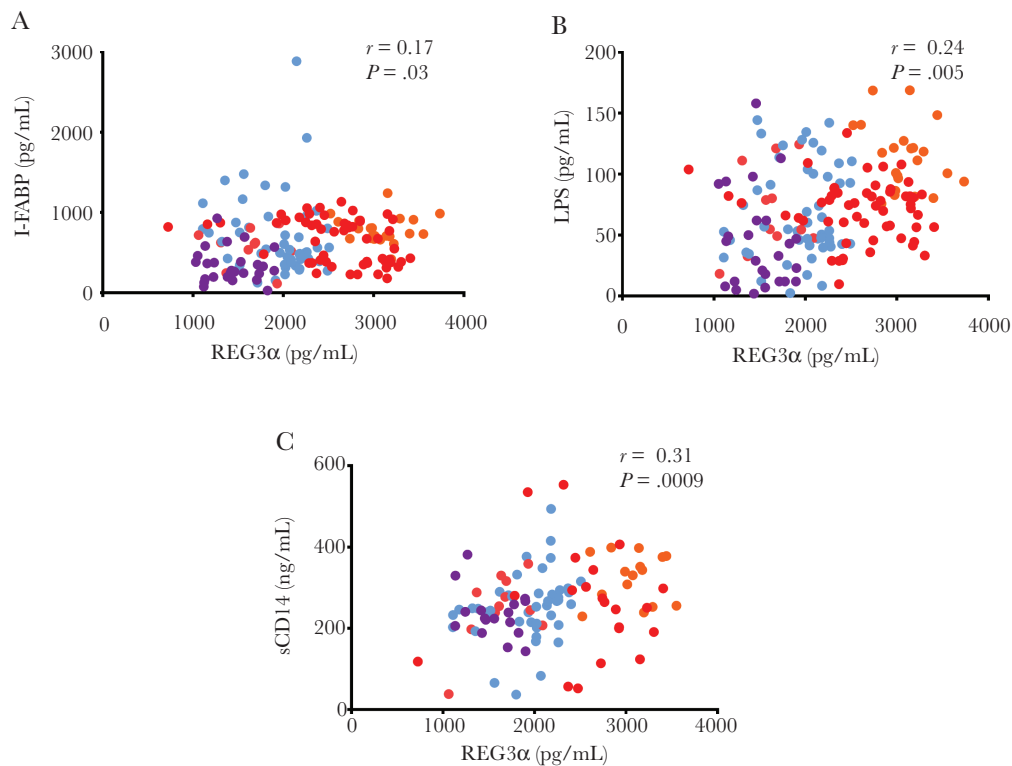 A
r = 0.17
P = .03
I-FABP (pg/mL)
3000
2000
1000
0
0 1000 2000 3000 4000
REG3α (pg/mL)
B
r = 0.24
P = .005
LPS (pg/mL)
200
150
100
50
0
0 1000 2000 3000 4000
REG3α (pg/mL)
C
r = 0.31
P = .0009
sCD14 (ng/mL)
600
400
200
0
0 1000 2000 3000 4000
REG3α (pg/mL)